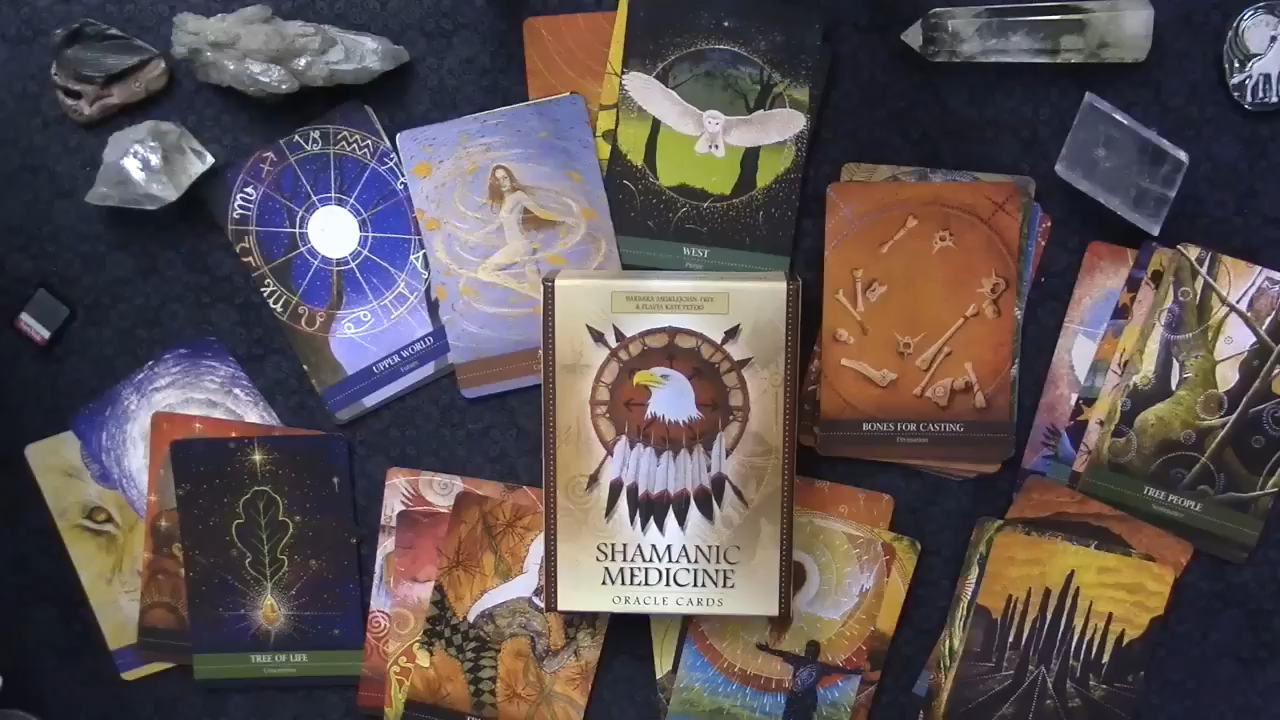 WEST
BARBARA MEIKLEJOHN-FREE
& FLAVIA KATE PETERS
UPPER WORLD
Future
BONES FOR CASTING
Divination
TREE PEOPLE
SHAMANIC
MEDICINE
ORACLE CARDS
TREE OF LIFE